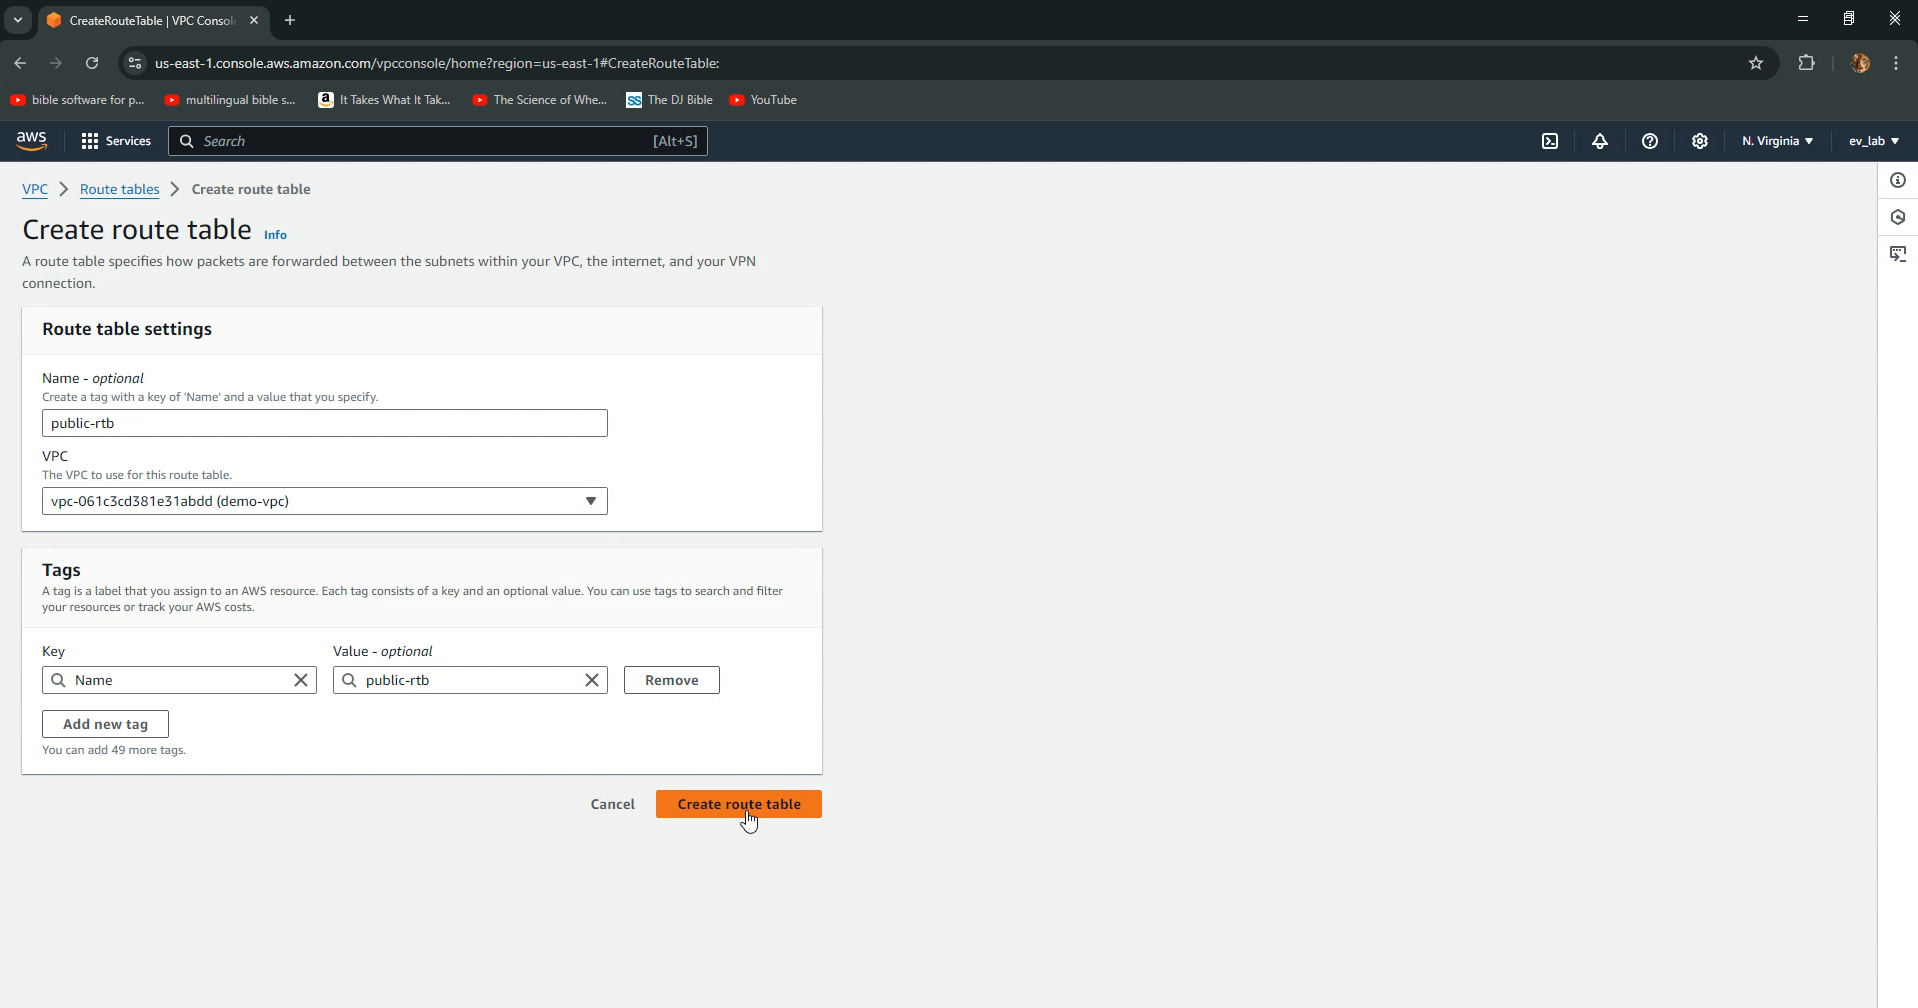 CreateRouteTable | VPC Consol
us-east-1.console.aws.amazon.com/vpcconsole/home?region=us-east-1#CreateRouteTable:
bible software for p... multilingual bible s... It Takes What It Tak... The Science of Whe... The DJ Bible YouTube
aws Services Search [Alt+S] N. Virginia ev_lab
VPC Route tables Create route table
Create route table Info
A route table specifies how packets are forwarded between the subnets within your VPC, the internet, and your VPN
connection.
Route table settings
Name - optional
Create a tag with a key of 'Name' and a value that you specify.
public-rtb
VPC
The VPC to use for this route table.
vpc-061c3cd381e31abdd (demo-vpc)
Tags
A tag is a label that you assign to an AWS resource. Each tag consists of a key and an optional value. You can use tags to search and filter
your resources or track your AWS costs.
Key Value - optional
Name public-rtb Remove
Add new tag
You can add 49 more tags.
Cancel Create route table